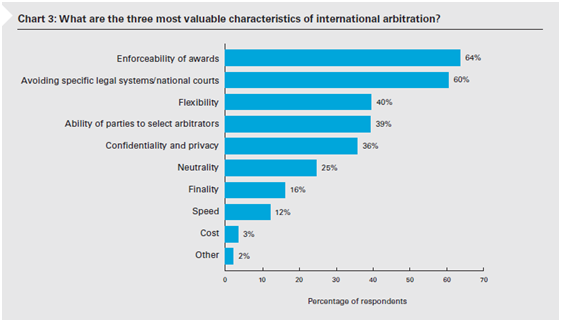 Chart 3: What are the three most valuable characteristics of international arbitration?
Enforceability of awards 64%
Avoiding specific legal systems/national courts 60%
Flexibility 40%
Ability of parties to select arbitrators 39%
Confidentiality and privacy 36%
Neutrality 25%
Finality 16%
Speed 12%
Cost 3%
Other 2%
0 10 20 30 40 50 60 70
Percentage of respondents